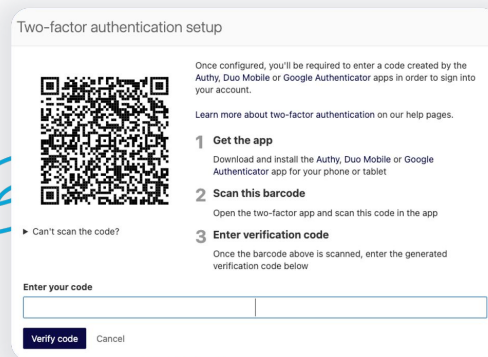 Two-factor authentication setup
Once configured, you'll be required to enter a code created by the
Authy, Duo Mobile or Google Authenticator apps in order to sign into
your account.
Learn more about two-factor authentication on our help pages.
1 Get the app
Download and install the Authy, Duo Mobile or Google
Authenticator app for your phone or tablet
2 Scan this barcode
Open the two-factor app and scan this code in the app
3 Enter verification code
Once the barcode above is scanned, enter the generated
verification code below
► Can't scan the code?
Enter your code
Verify code Cancel